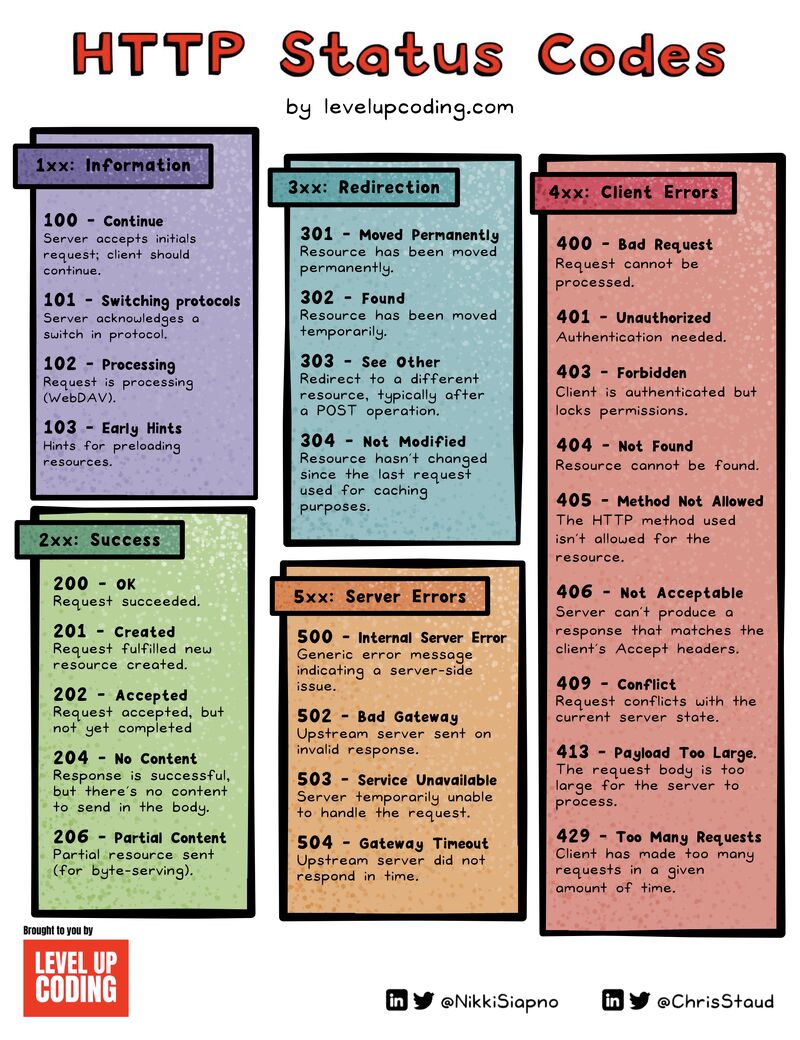 HTTP Status Codes
by levelupcoding.com
1xx: Information
100 - Continue
Server accepts initials
request; client should
continue.
101 - Switching protocols
Server acknowledges a
switch in protocol.
102 - Processing
Request is processing
(WebDAV).
103 - Early Hints
Hints for preloading
resources.
2xx: Success
200 - OK
Request succeeded.
201 - Created
Request fulfilled new
resource created.
202 - Accepted
Request accepted, but
not yet completed
204 - No Content
Response is successful,
but there's no content
to send in the body.
206 - Partial Content
Partial resource sent
(for byte-serving).
3xx: Redirection
301 - Moved Permanently
Resource has been moved
permanently.
302 - Found
Resource has been moved
temporarily.
303 - See Other
Redirect to a different
resource, typically after
a POST operation.
304 - Not Modified
Resource hasn't changed
since the last request
used for caching
purposes.
5xx: Server Errors
500 - Internal Server Error
Generic error message
indicating a server-side
issue.
502 - Bad Gateway
Upstream server sent on
invalid response.
503 - Service Unavailable
Server temporarily unable
to handle the request.
504 - Gateway Timeout
Upstream server did not
respond in time.
4xx: Client Errors
400 - Bad Request
Request cannot be
processed.
401 - Unauthorized
Authentication needed.
403 - Forbidden
Client is authenticated but
locks permissions.
404 - Not Found
Resource cannot be found.
405 - Method Not Allowed
The HTTP method used
isn't allowed for the
resource.
406 - Not Acceptable
Server can't produce a
response that matches the
client's Accept headers.
409 - Conflict
Request conflicts with the
current server state.
413 - Payload Too Large.
The request body is too
large for the server to
process.
429 - Too Many Requests
Client has made too many
requests in a given
amount of time.
Brought to you by
LEVEL UP
CODING
in @NikkiSiapno
in @ChrisStaud